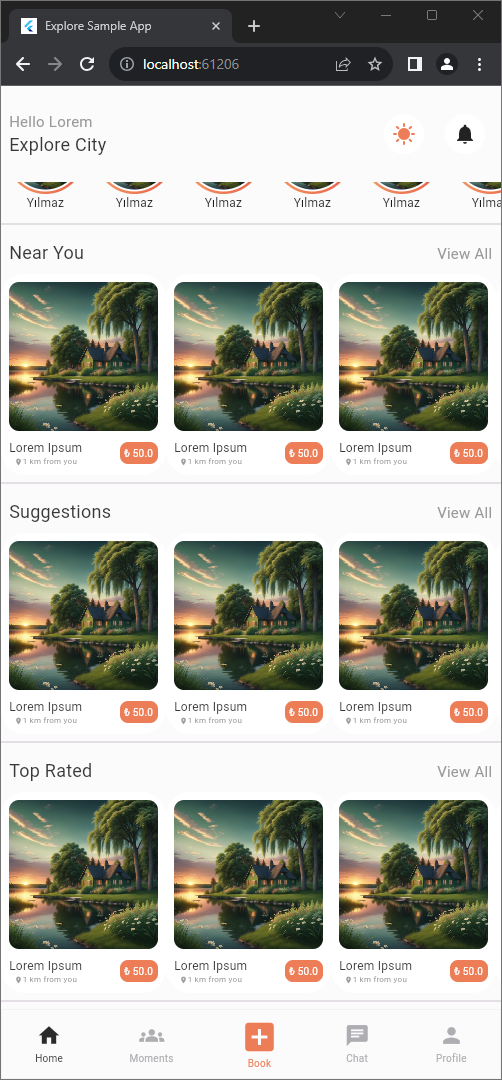 Explore Sample App
localhost:61206
Hello Lorem
Explore City
Yılmaz Yılmaz Yılmaz Yılmaz Yılmaz
Near You View All
Lorem Ipsum ₺ 50.0 Lorem Ipsum ₺ 50.0 Lorem Ipsum ₺ 50.0
1 km from you 1 km from you 1 km from you
Suggestions View All
Lorem Ipsum ₺ 50.0 Lorem Ipsum ₺ 50.0 Lorem Ipsum ₺ 50.0
1 km from you 1 km from you 1 km from you
Top Rated View All
Lorem Ipsum ₺ 50.0 Lorem Ipsum ₺ 50.0 Lorem Ipsum ₺ 50.0
1 km from you 1 km from you 1 km from you
Home Moments Book Chat Profile